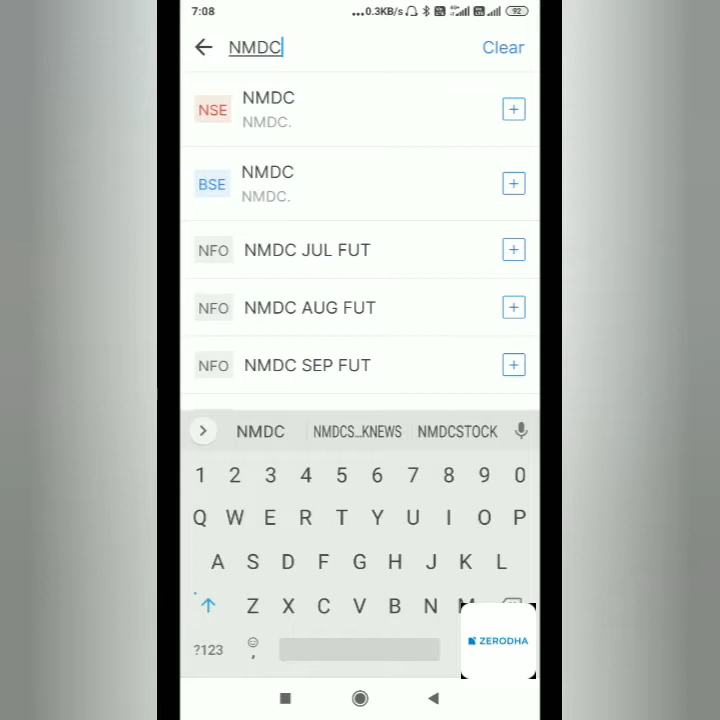 7:08 ...0.3KB/s 92
NMDC Clear
NSE NMDC
NMDC.
BSE NMDC
NMDC.
NFO NMDC JUL FUT
NFO NMDC AUG FUT
NFO NMDC SEP FUT
NMDC NMDCS...KNEWS NMDCSTOCK
1 2 3 4 5 6 7 8 9 0
Q W E R T Y U I O P
A S D F G H J K L
Z X C V B N M
?123 ,
ZERODHA